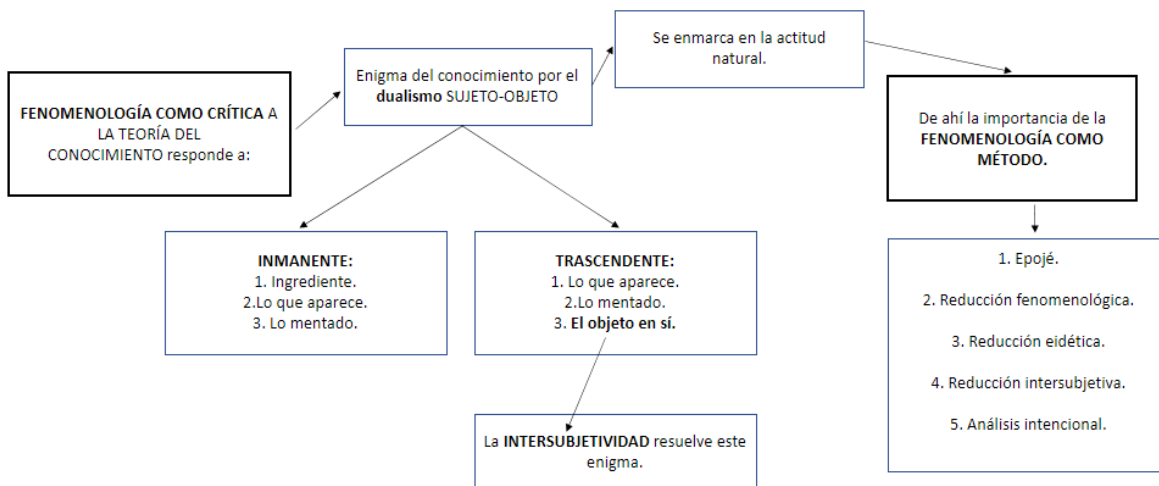 FENOMENOLOGÍA COMO CRÍTICA A
LA TEORÍA DEL
CONOCIMIENTO responde a:
Enigma del conocimiento por el
dualismo SUJETO-OBJETO
Se enmarca en la actitud
natural.
De ahí la importancia de la
FENOMENOLOGÍA COMO
MÉTODO.
INMANENTE:
1. Ingrediente.
2.Lo que aparece.
3. Lo mentado.
TRASCENDENTE:
1. Lo que aparece.
2.Lo mentado.
3. El objeto en sí.
La INTERSUBJETIVIDAD resuelve este
enigma.
1. Epojé.
2. Reducción fenomenológica.
3. Reducción eidética.
4. Reducción intersubjetiva.
5. Análisis intencional.